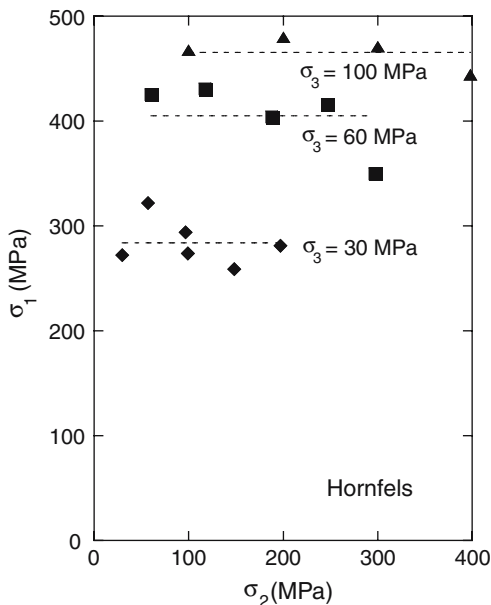 500
400
300
200
100
0
σ1 (MPa)
σ3 = 100 MPa
σ3 = 60 MPa
σ3 = 30 MPa
Hornfels
0 100 200 300 400
σ2(MPa)